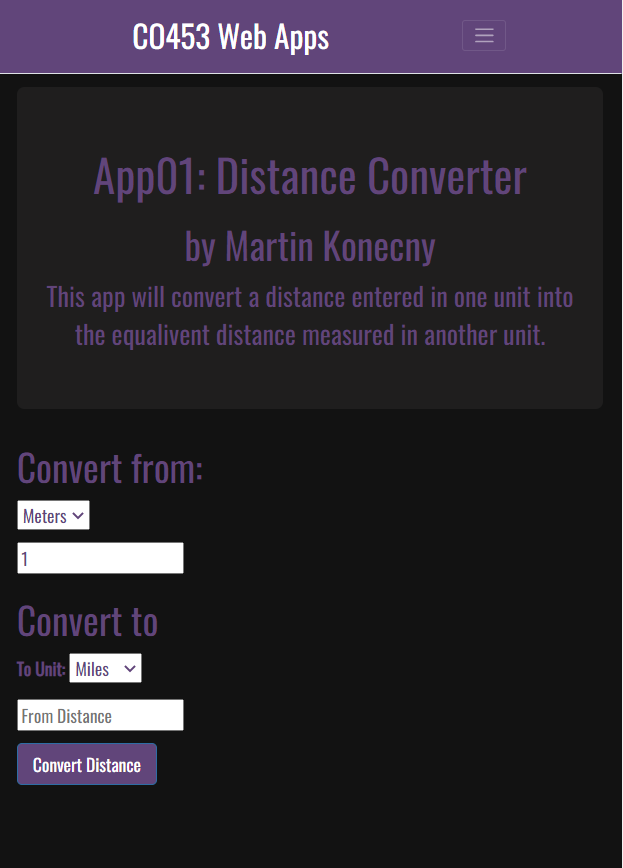 CO453 Web Apps
App01: Distance Converter
by Martin Konecny
This app will convert a distance entered in one unit into
the equalivent distance measured in another unit.
Convert from:
Meters
1
Convert to
To Unit: Miles
From Distance
Convert Distance